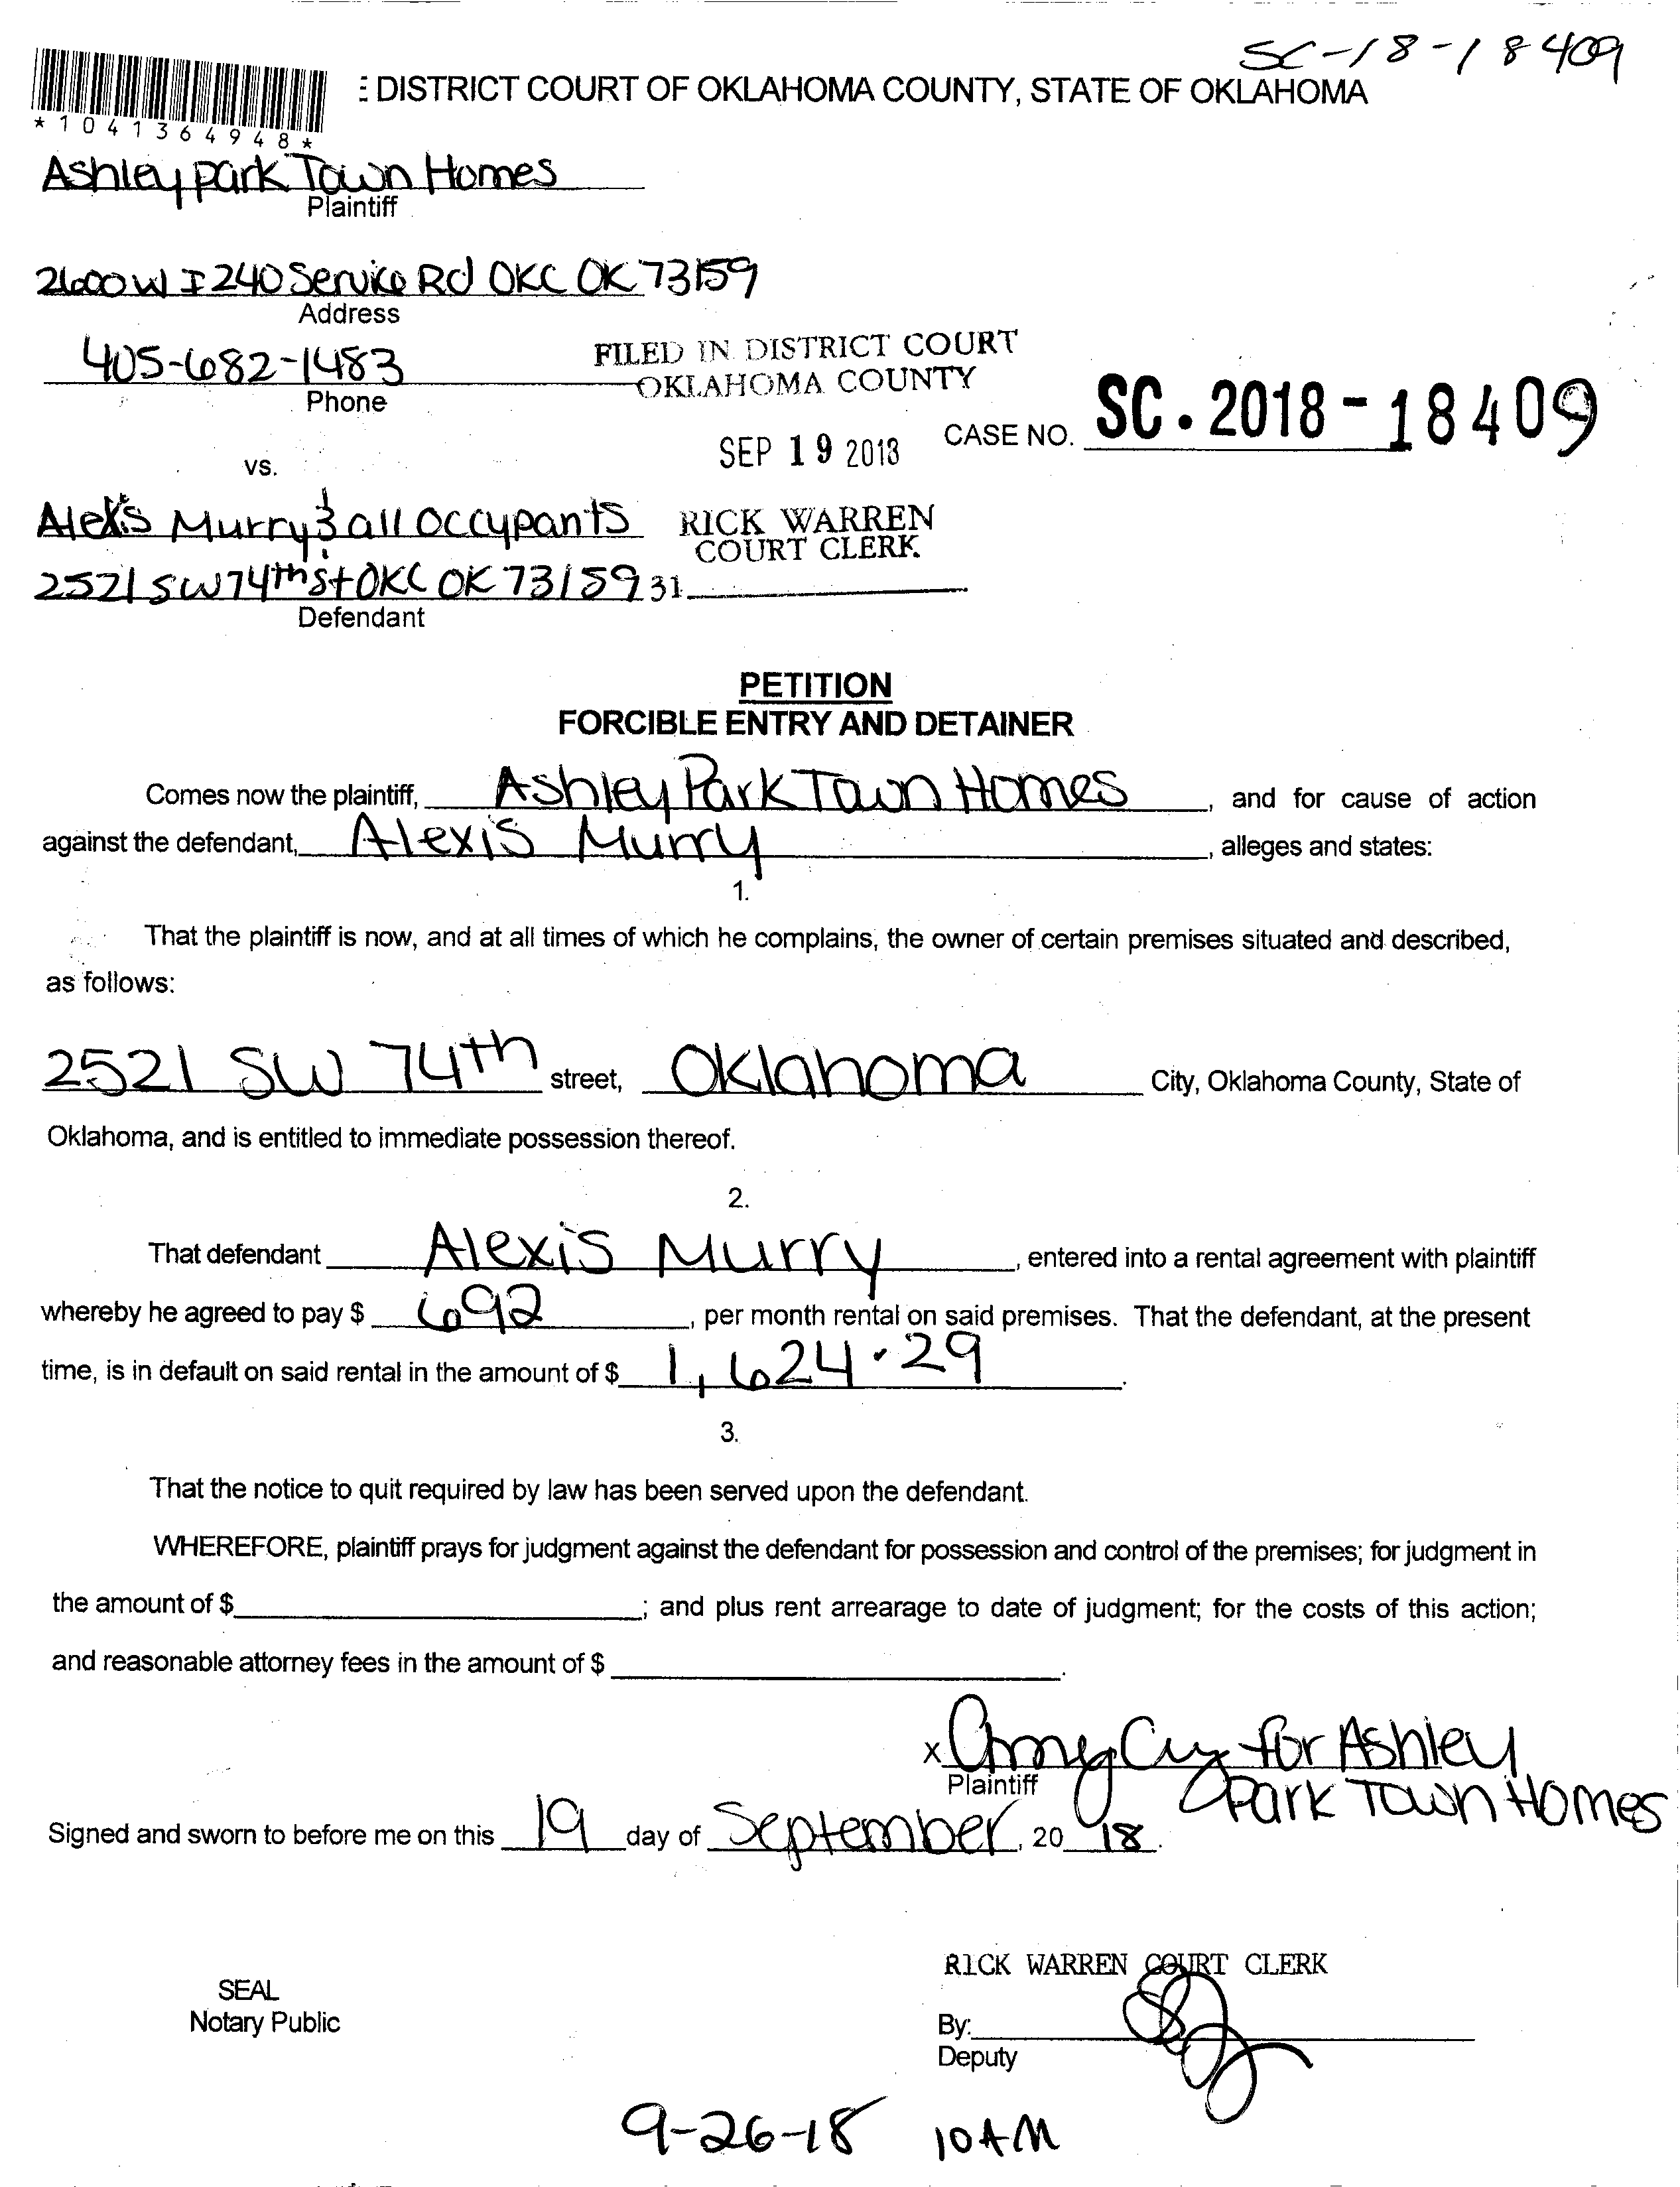 SC-18-18409
: DISTRICT COURT OF OKLAHOMA COUNTY, STATE OF OKLAHOMA
*1041364948*
Ashley park Town Homes
Plaintiff
2600 W I 240 Service Rd OKC OK 73159
Address
405-682-1483
Phone
FILED IN DISTRICT COURT
OKLAHOMA COUNTY
SEP 19 2018
CASE NO. SC. 2018-18409
vs.
Alexis Murry & all occupants
RICK WARREN
COURT CLERK
2521 SW 74th St OKC OK 73159
31
Defendant
PETITION
FORCIBLE ENTRY AND DETAINER
Comes now the plaintiff, Ashley Park Town Homes, and for cause of action
against the defendant, Alexis Murry, alleges and states:
1.
That the plaintiff is now, and at all times of which he complains, the owner of certain premises situated and described,
as follows:
2521 SW 74th street, Oklahoma City, Oklahoma County, State of
Oklahoma, and is entitled to immediate possession thereof.
2.
That defendant Alexis Murry, entered into a rental agreement with plaintiff
whereby he agreed to pay $ 692, per month rental on said premises. That the defendant, at the present
time, is in default on said rental in the amount of $ 1,624.29.
3.
That the notice to quit required by law has been served upon the defendant.
WHEREFORE, plaintiff prays for judgment against the defendant for possession and control of the premises; for judgment in
the amount of $ ; and plus rent arrearage to date of judgment; for the costs of this action;
and reasonable attorney fees in the amount of $ .
x Amy for Ashley
Plaintiff
Park Town Homes
Signed and sworn to before me on this 19 day of September, 20 18.
RICK WARREN COURT CLERK
SEAL
Notary Public
By:
Deputy
9-26-18 10 AM